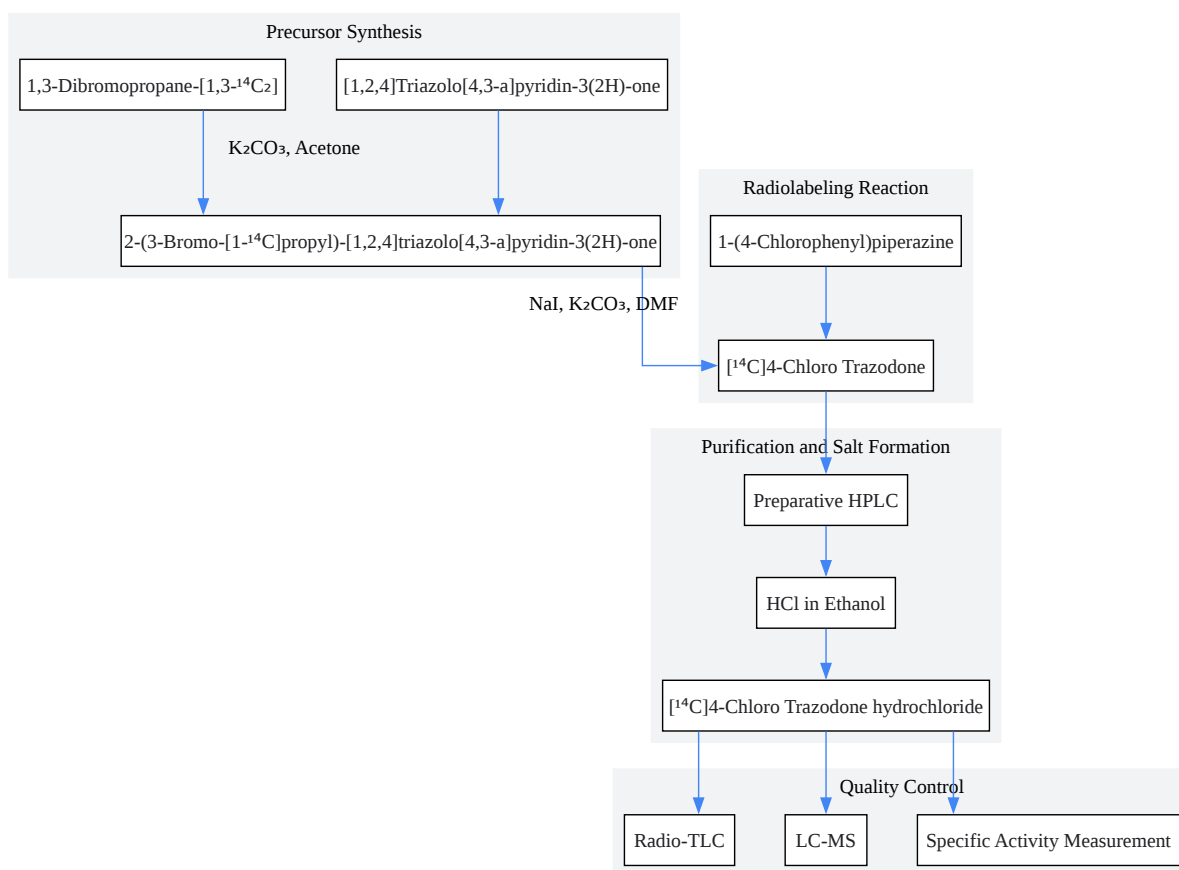 Precursor Synthesis
1,3-Dibromopropane-[1,3-¹⁴C₂]
[1,2,4]Triazolo[4,3-a]pyridin-3(2H)-one
K₂CO₃, Acetone
2-(3-Bromo-[1-¹⁴C]propyl)-[1,2,4]triazolo[4,3-a]pyridin-3(2H)-one
Radiolabeling Reaction
1-(4-Chlorophenyl)piperazine
NaI, K₂CO₃, DMF
[¹⁴C]4-Chloro Trazodone
Purification and Salt Formation
Preparative HPLC
HCl in Ethanol
[¹⁴C]4-Chloro Trazodone hydrochloride
Quality Control
Radio-TLC
LC-MS
Specific Activity Measurement